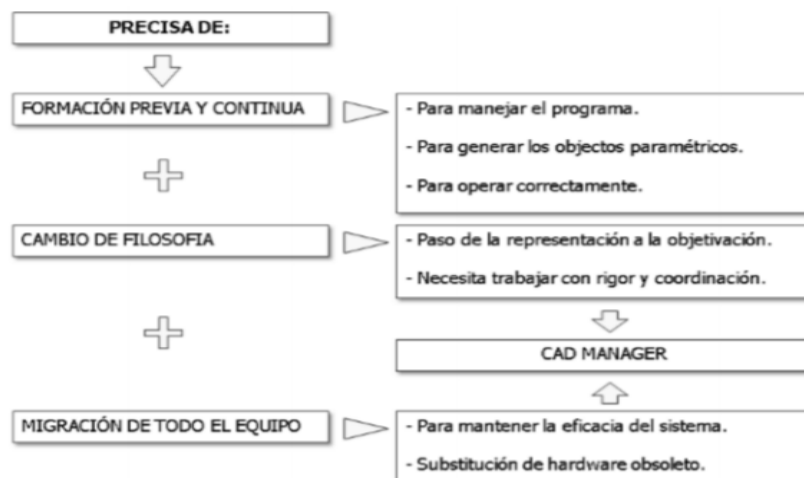 PRECISA DE:
FORMACIÓN PREVIA Y CONTINUA
- Para manejar el programa.
- Para generar los objetos paramétricos.
- Para operar correctamente.
CAMBIO DE FILOSOFIA
- Paso de la representación a la objetivación.
- Necesita trabajar con rigor y coordinación.
CAD MANAGER
MIGRACIÓN DE TODO EL EQUIPO
- Para mantener la eficacia del sistema.
- Substitución de hardware obsoleto.